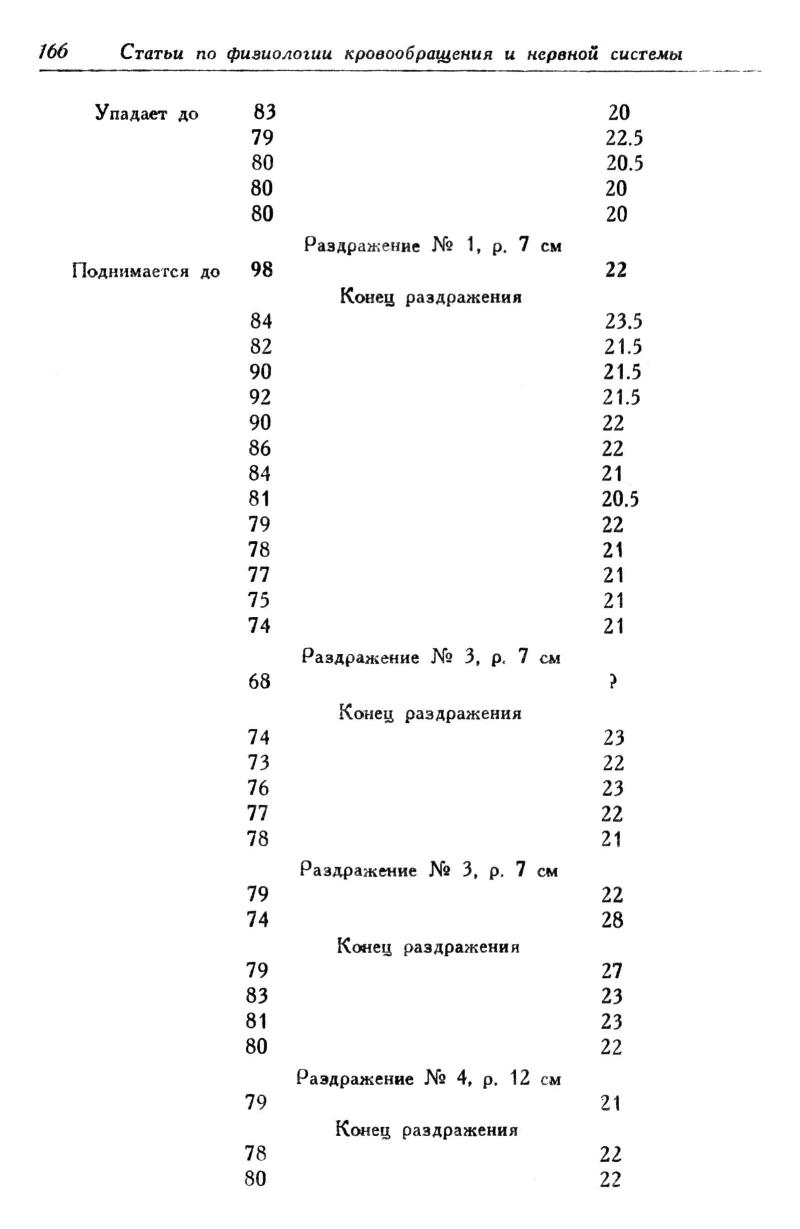 166 Статьи по физиологии кровообращения и нервной системы
Упадает до 83 20
79 22.5
80 20.5
80 20
80 20
Раздражение № 1, р. 7 см
Поднимается до 98 22
Конец раздражения
84 23.5
82 21.5
90 21.5
92 21.5
90 22
86 22
84 21
81 20.5
79 22
78 21
77 21
75 21
74 21
Раздражение № 3, р. 7 см
68 ?
Конец раздражения
74 23
73 22
76 23
77 22
78 21
Раздражение № 3, р. 7 см
79 22
74 28
Конец раздражения
79 27
83 23
81 23
80 22
Раздражение № 4, р. 12 см
79 21
Конец раздражения
78 22
80 22